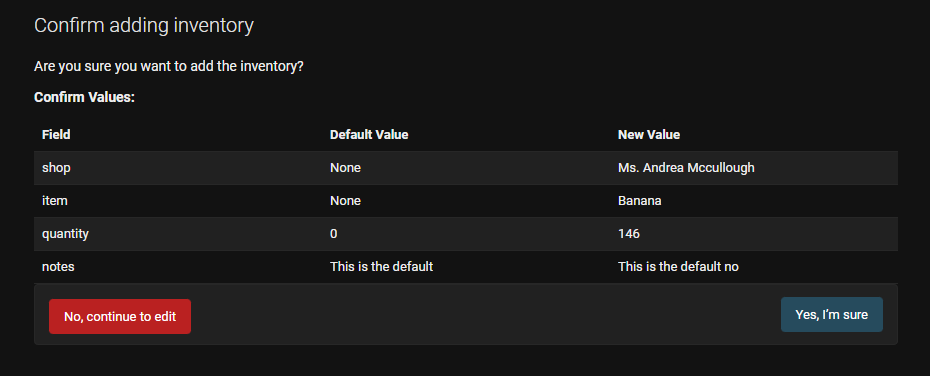 Confirm adding inventory
Are you sure you want to add the inventory?
Confirm Values:
Field Default Value New Value
shop None Ms. Andrea Mccullough
item None Banana
quantity 0 146
notes This is the default This is the default no
No, continue to edit Yes, I'm sure